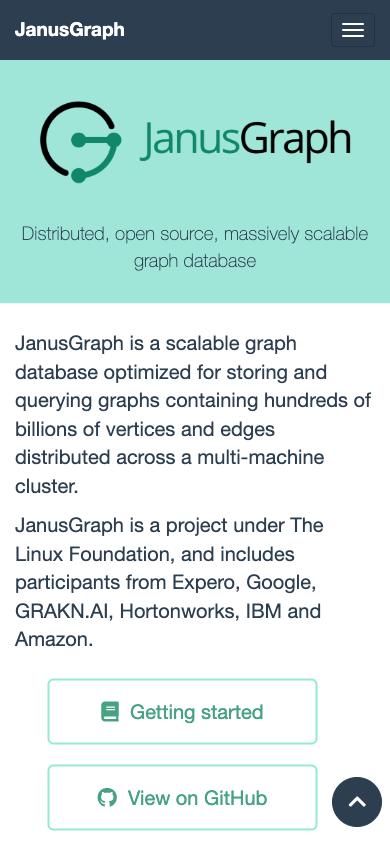 JanusGraph
JanusGraph
Distributed, open source, massively scalable
graph database
JanusGraph is a scalable graph
database optimized for storing and
querying graphs containing hundreds of
billions of vertices and edges
distributed across a multi-machine
cluster.
JanusGraph is a project under The
Linux Foundation, and includes
participants from Expero, Google,
GRAKN.AI, Hortonworks, IBM and
Amazon.
Getting started
View on GitHub